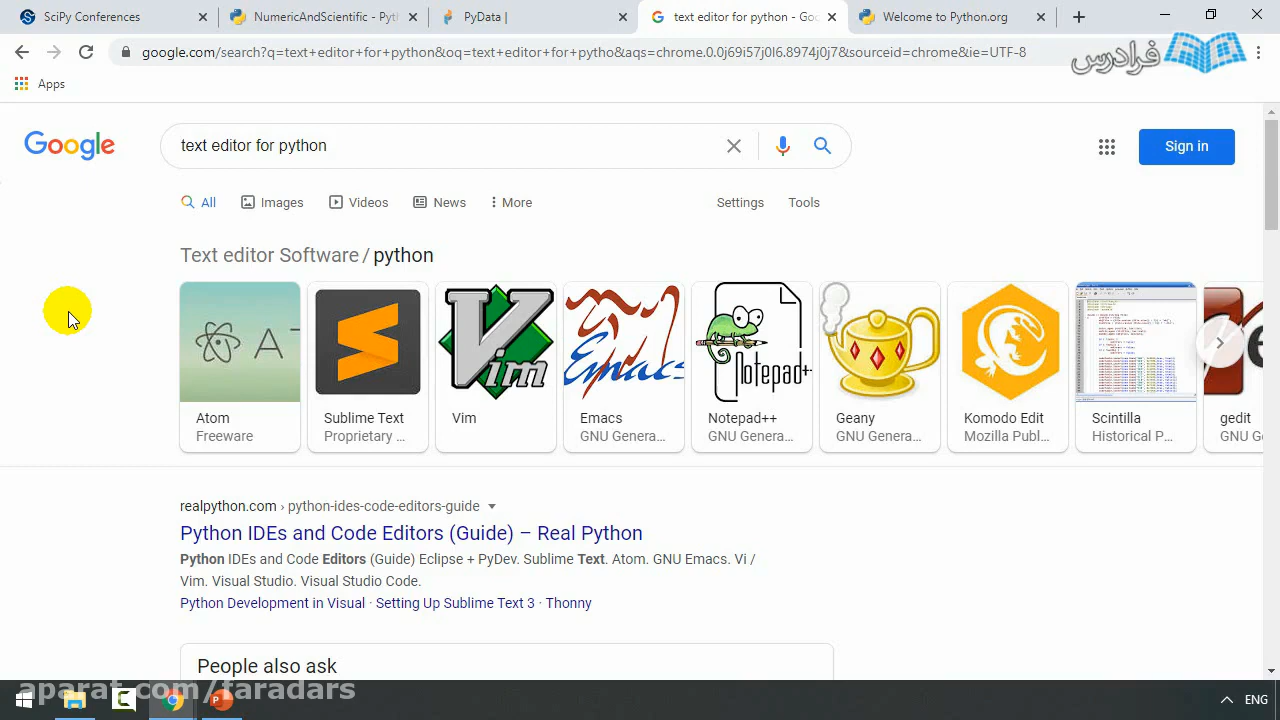 SciPy Conferences
NumericAndScientific - Pyt
PyData |
text editor for python - Goo
Welcome to Python.org
google.com/search?q=text+editor+for+python&oq=text+editor+for+pytho&aqs=chrome.0.0j69i57j0l6.8974j0j7&sourceid=chrome&ie=UTF-8
فرادرس
Apps
Google
text editor for python
Sign in
All
Images
Videos
News
More
Settings
Tools
Text editor Software / python
A
Vim
Emacs
Notepad+
Atom
Freeware
Sublime Text
Proprietary ...
Vim
Emacs
GNU Genera...
Notepad++
GNU Genera...
Geany
GNU Genera...
Komodo Edit
Mozilla Publ...
Scintilla
Historical P...
gedit
GNU G
realpython.com › python-ides-code-editors-guide
Python IDEs and Code Editors (Guide) – Real Python
Python IDEs and Code Editors (Guide) Eclipse + PyDev. Sublime Text. Atom. GNU Emacs. Vi /
Vim. Visual Studio. Visual Studio Code.
Python Development in Visual · Setting Up Sublime Text 3 · Thonny
People also ask
aparat.com/faradars
ENG